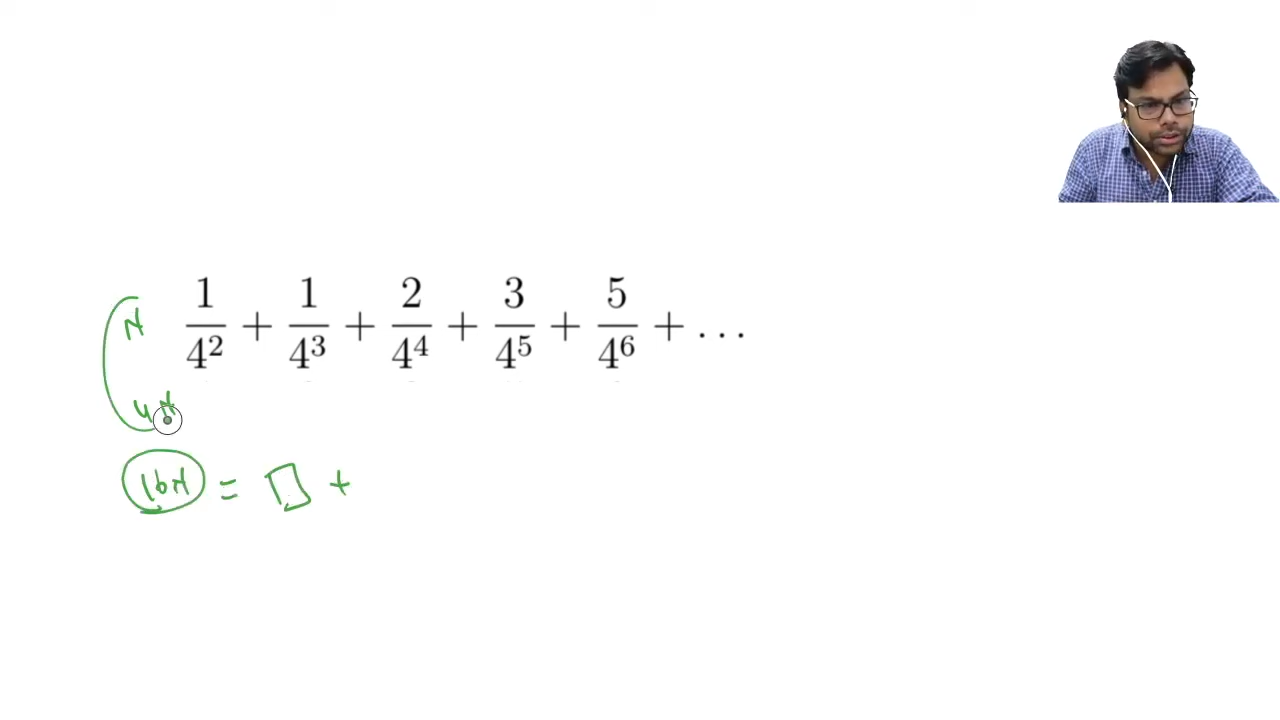 N
1/4^2 + 1/4^3 + 2/4^4 + 3/4^5 + 5/4^6 + ...
4N
16N = □ +